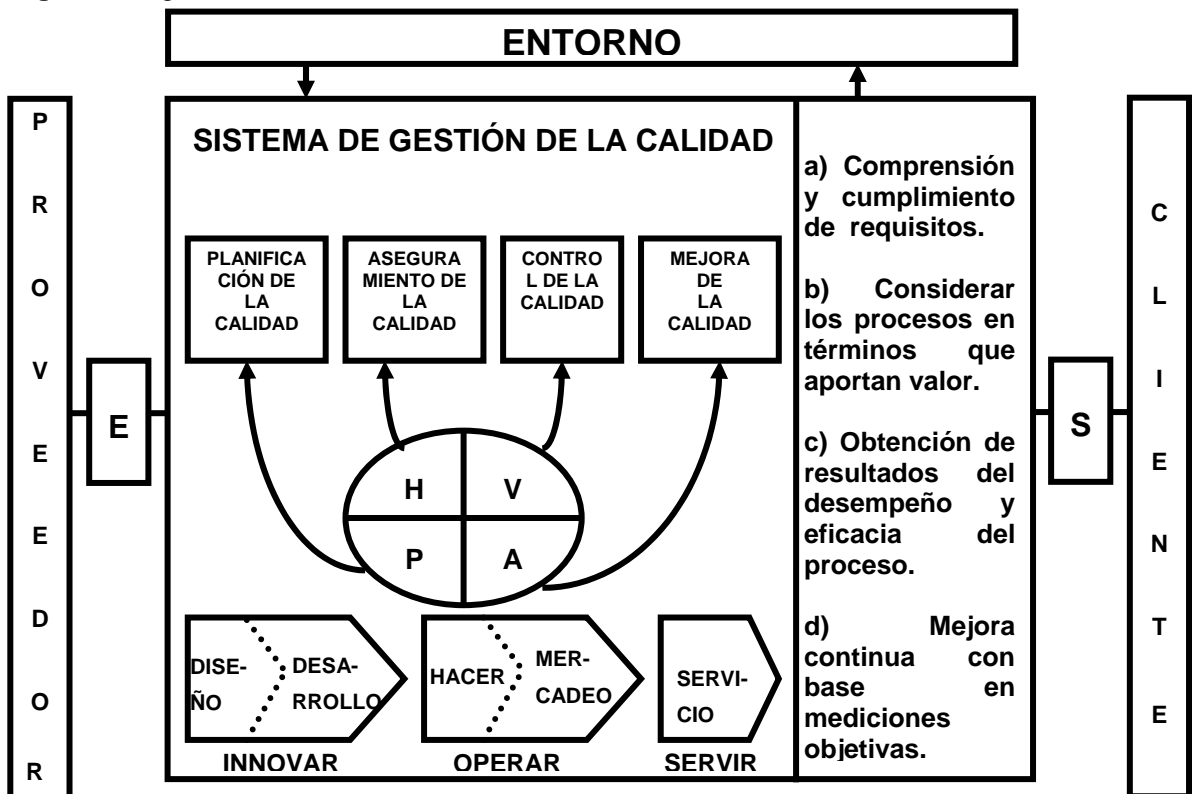 ENTORNO
P
R
O
V
E
E
D
O
R
E
SISTEMA DE GESTIÓN DE LA CALIDAD
PLANIFICA
CIÓN DE
LA
CALIDAD
ASEGURA
MIENTO DE
LA
CALIDAD
CONTRO
L DE LA
CALIDAD
MEJORA
DE
LA
CALIDAD
H V
P A
DISE-
ÑO
DESA-
RROLLO
HACER
MER-
CADEO
SERVI-
CIO
INNOVAR OPERAR SERVIR
a) Comprensión
y cumplimiento
de requisitos.
b) Considerar
los procesos en
términos que
aportan valor.
c) Obtención de
resultados del
desempeño y
eficacia del
proceso.
d) Mejora
continua con
base en
mediciones
objetivas.
S
C
L
I
E
N
T
E